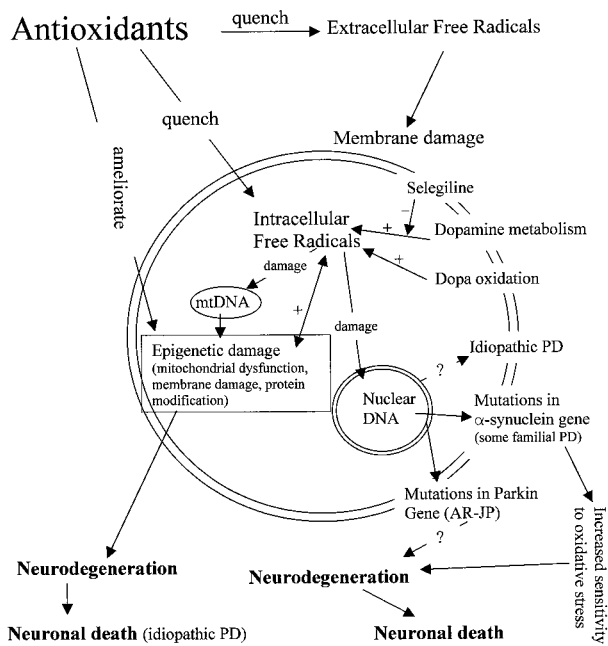 Antioxidants
quench
Extracellular Free Radicals
quench
Membrane damage
ameliorate
Selegiline
−
Intracellular
Free Radicals
+
Dopamine metabolism
+
Dopa oxidation
damage
mtDNA
+
damage
Idiopathic PD
?
Epigenetic damage
(mitochondrial dysfunction,
membrane damage, protein
modification)
Nuclear
DNA
Mutations in
α-synuclein gene
(some familial PD)
Mutations in Parkin
Gene (AR-JP)
?
Increased sensitivity
to oxidative stress
Neurodegeneration
Neurodegeneration
Neuronal death (idiopathic PD)
Neuronal death